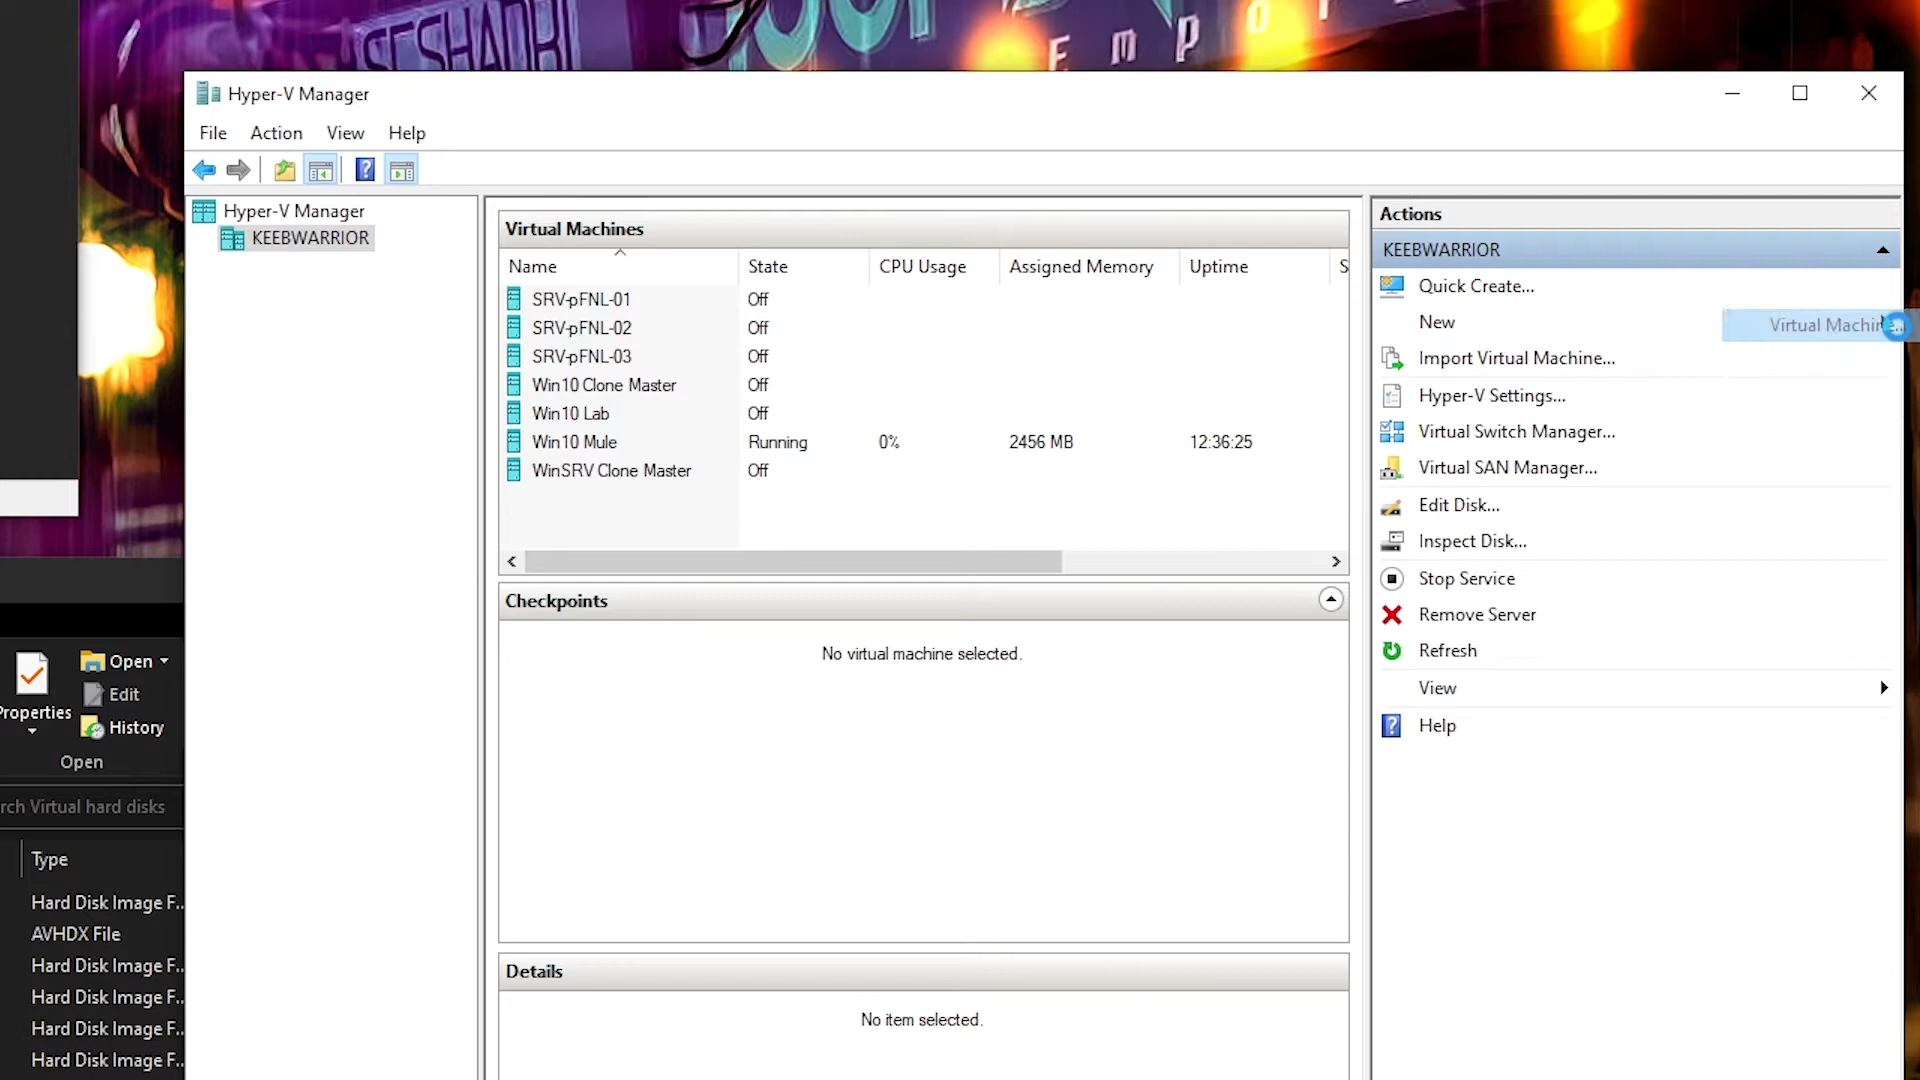 SESHADRI
Empor
Hyper-V Manager
File Action View Help
Hyper-V Manager
KEEBWARRIOR
Virtual Machines
Name State CPU Usage Assigned Memory Uptime S
SRV-pFNL-01 Off
SRV-pFNL-02 Off
SRV-pFNL-03 Off
Win10 Clone Master Off
Win10 Lab Off
Win10 Mule Running 0% 2456 MB 12:36:25
WinSRV Clone Master Off
Checkpoints
No virtual machine selected.
Details
No item selected.
Actions
KEEBWARRIOR
Quick Create...
New
Virtual Machine...
Import Virtual Machine...
Hyper-V Settings...
Virtual Switch Manager...
Virtual SAN Manager...
Edit Disk...
Inspect Disk...
Stop Service
Remove Server
Refresh
View
Help
Properties
Open
Edit
History
Open
rch Virtual hard disks
Type
Hard Disk Image F...
AVHDX File
Hard Disk Image F...
Hard Disk Image F...
Hard Disk Image F...
Hard Disk Image F...